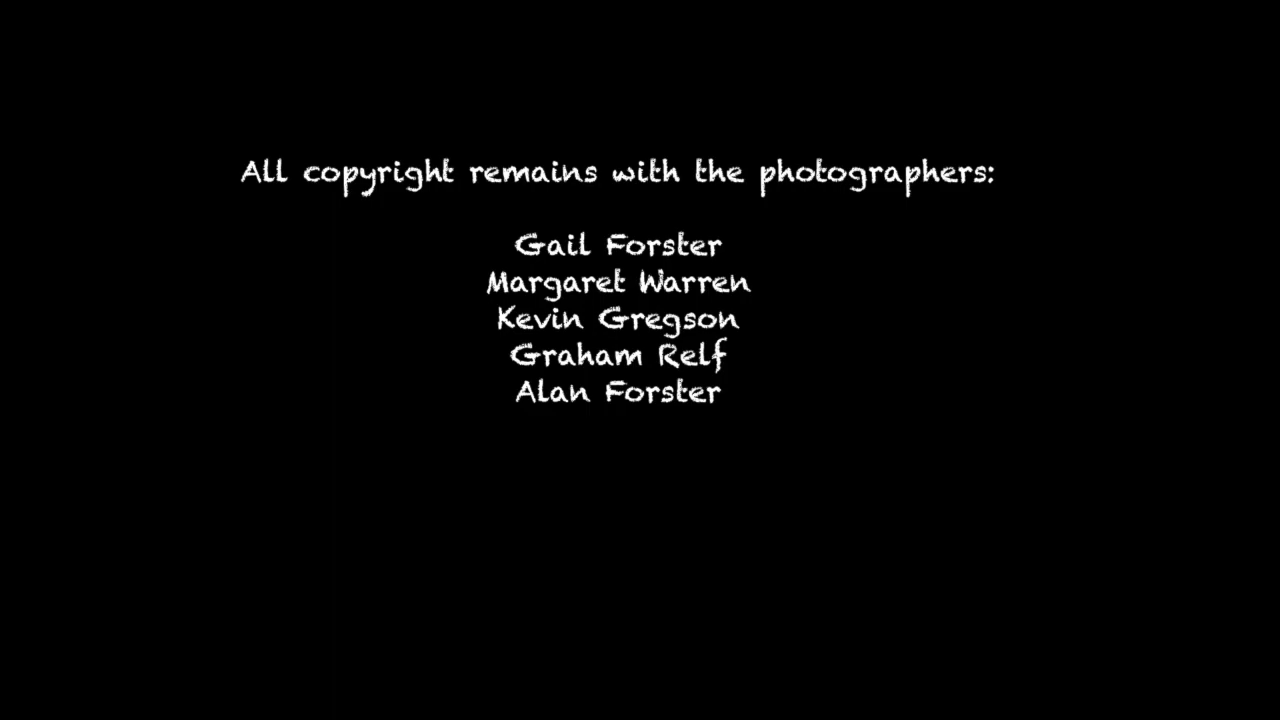 All copyright remains with the photographers:
Gail Forster
Margaret Warren
Kevin Gregson
Graham Relf
Alan Forster